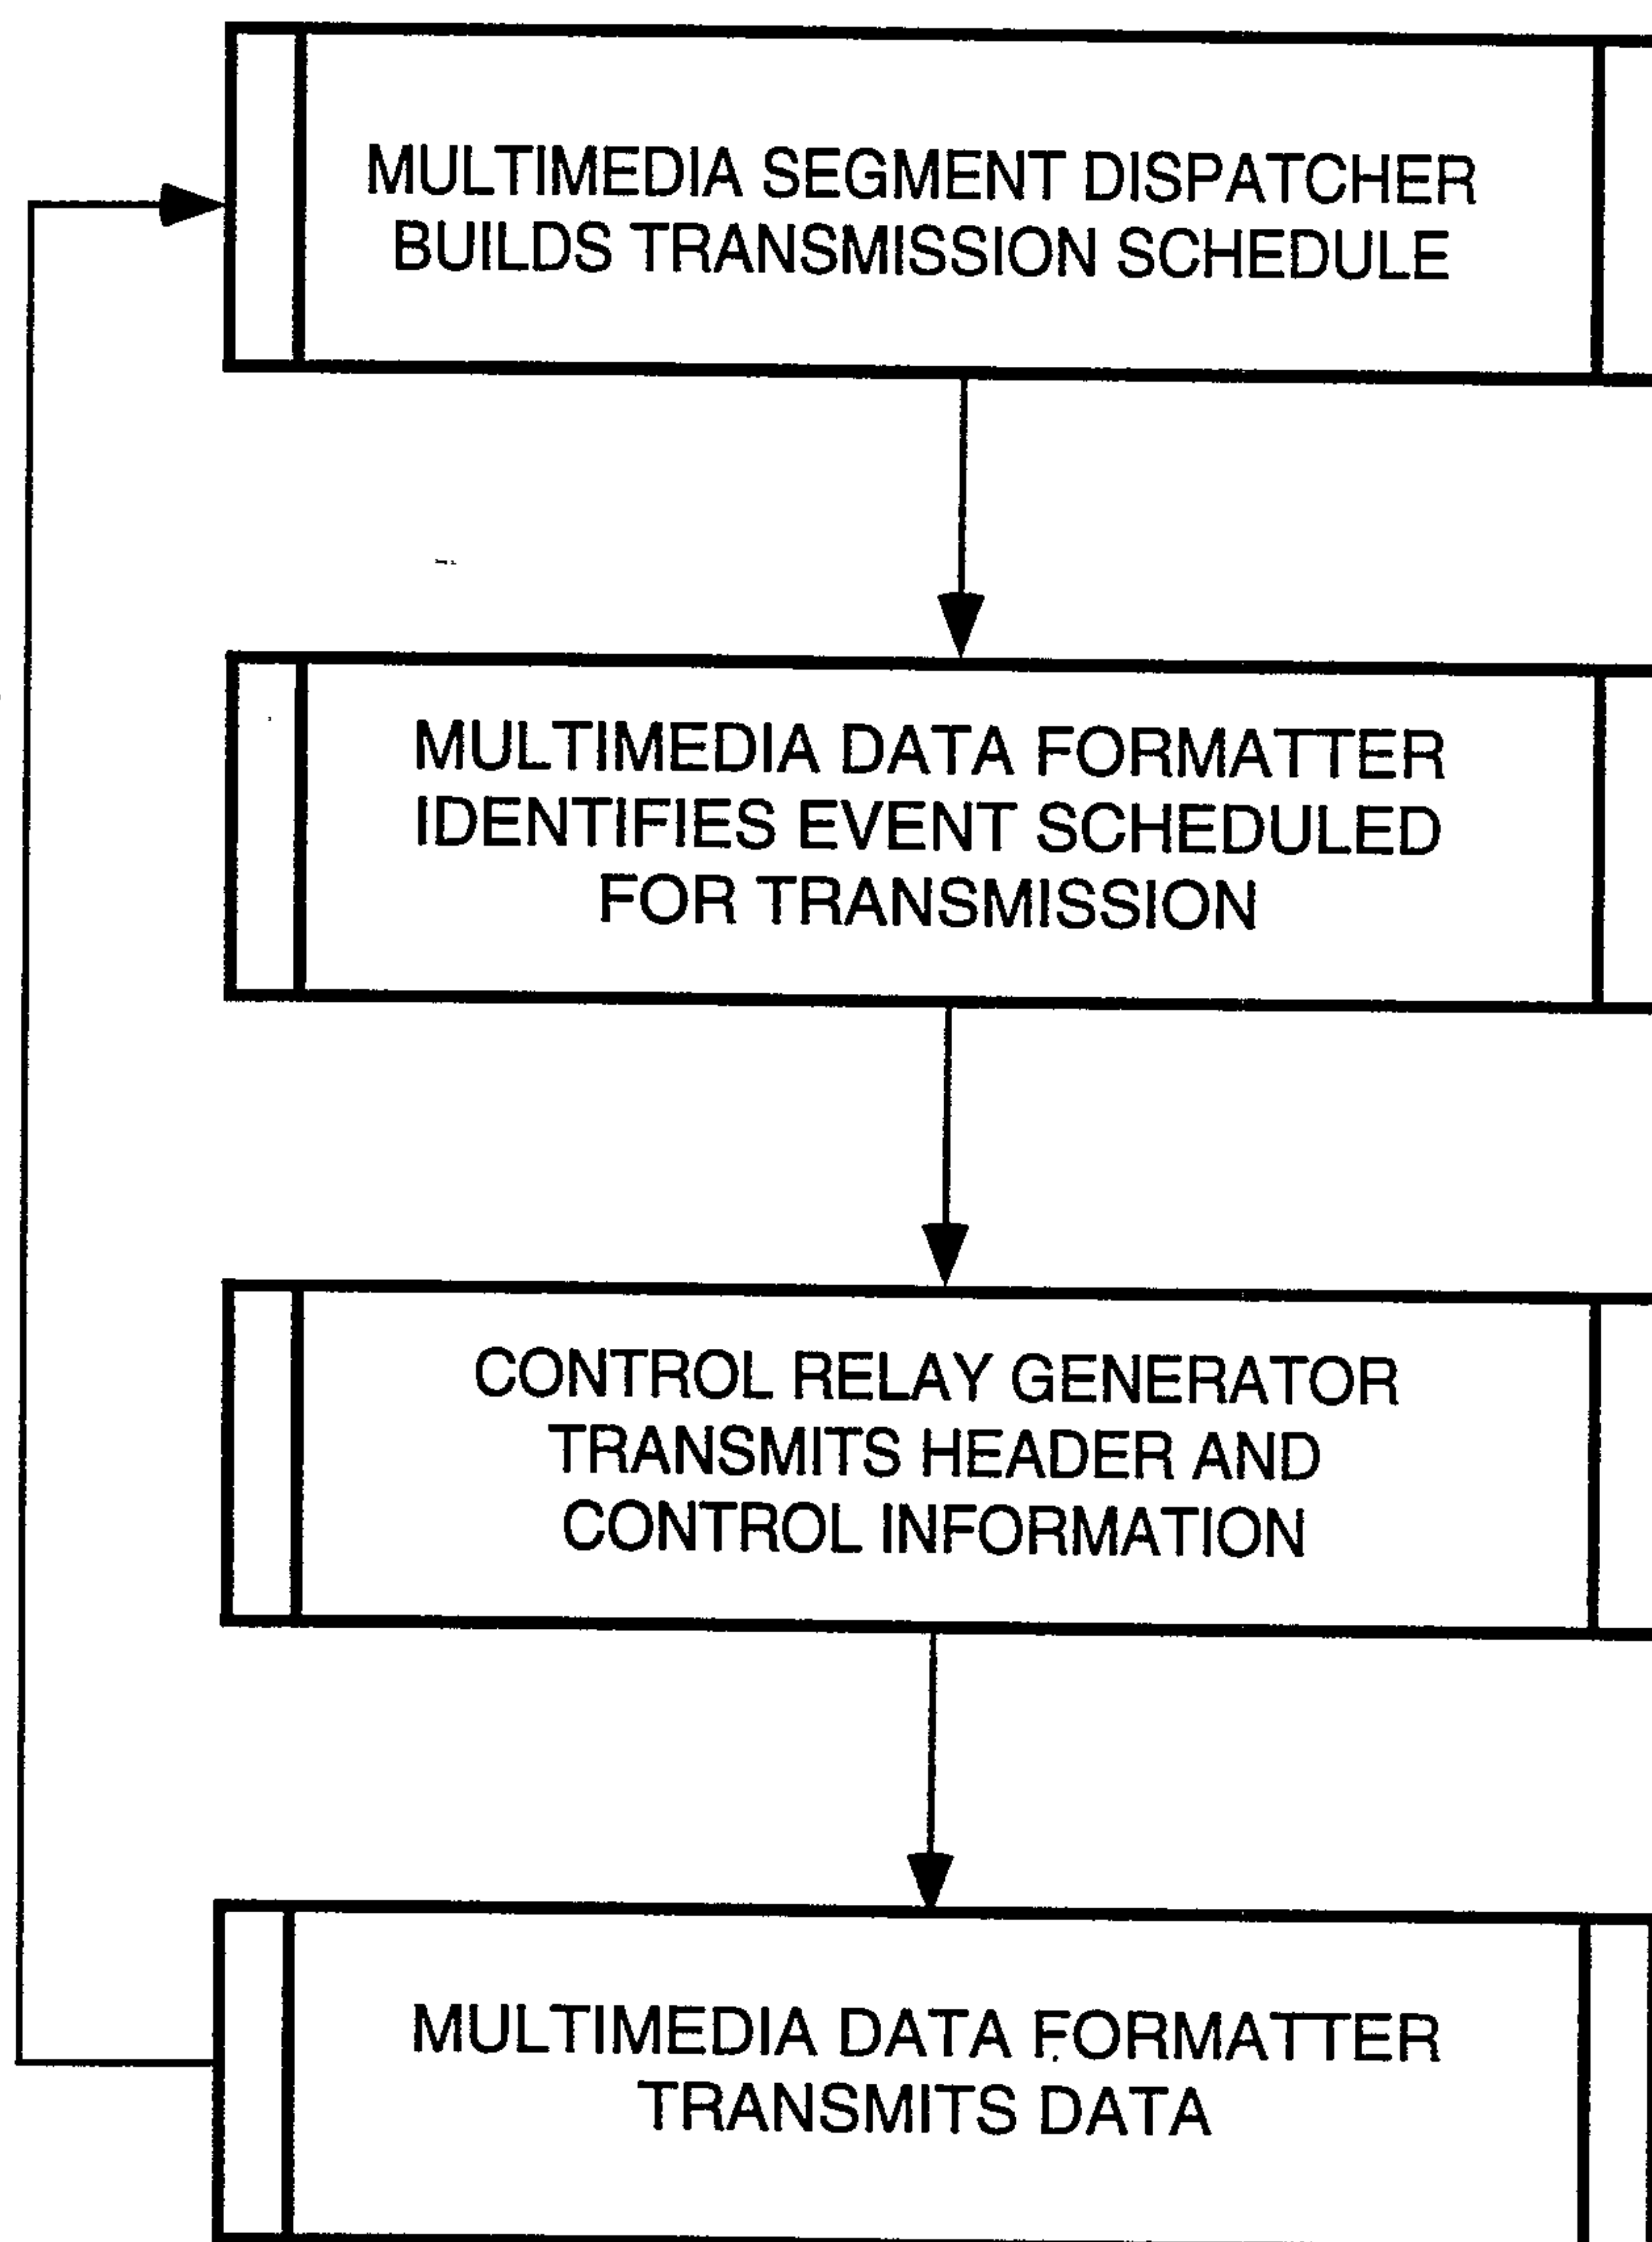 MULTIMEDIA SEGMENT DISPATCHER
BUILDS TRANSMISSION SCHEDULE
MULTIMEDIA DATA FORMATTER
IDENTIFIES EVENT SCHEDULED
FOR TRANSMISSION
CONTROL RELAY GENERATOR
TRANSMITS HEADER AND
CONTROL INFORMATION
MULTIMEDIA DATA FORMATTER
TRANSMITS DATA